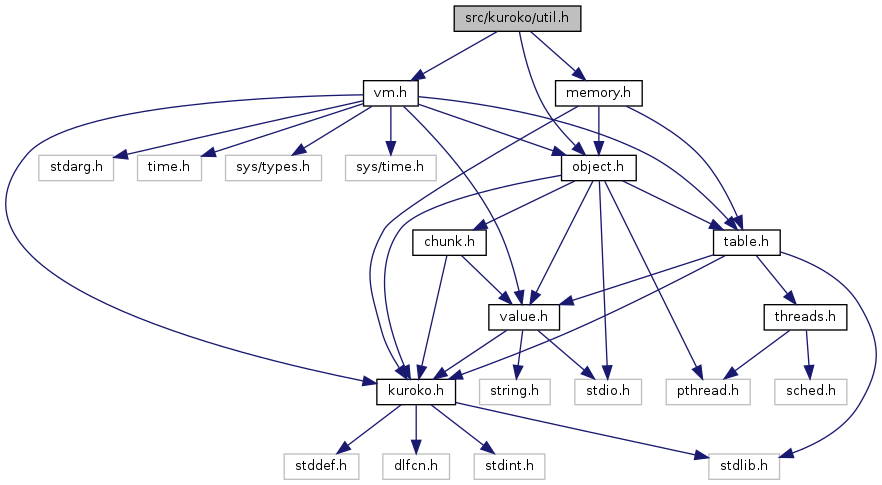 src/kuroko/util.h
vm.h
memory.h
stdarg.h
time.h
sys/types.h
sys/time.h
object.h
chunk.h
table.h
value.h
threads.h
kuroko.h
string.h
stdio.h
pthread.h
sched.h
stddef.h
dlfcn.h
stdint.h
stdlib.h